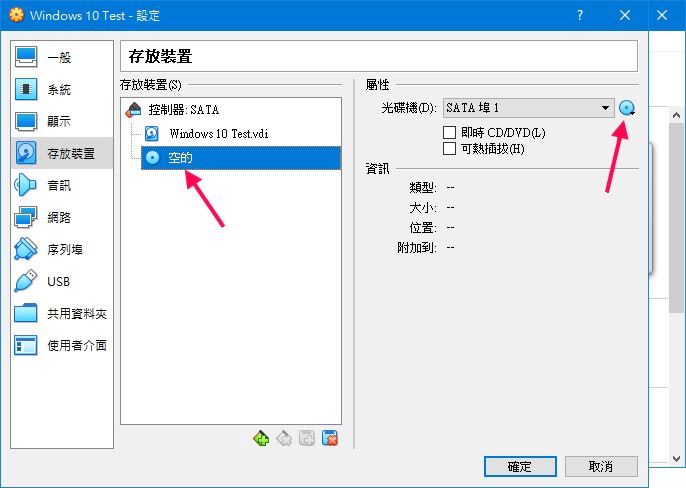 Windows 10 Test - 設定
一般
系統
顯示
存放裝置
音訊
網路
序列埠
USB
共用資料夾
使用者介面
存放裝置
存放裝置(S)
控制器: SATA
Windows 10 Test.vdi
空的
屬性
光碟機(D): SATA 埠 1
即時 CD/DVD(L)
可熱插拔(H)
資訊
類型: --
大小: --
位置: --
附加到: --
確定
取消